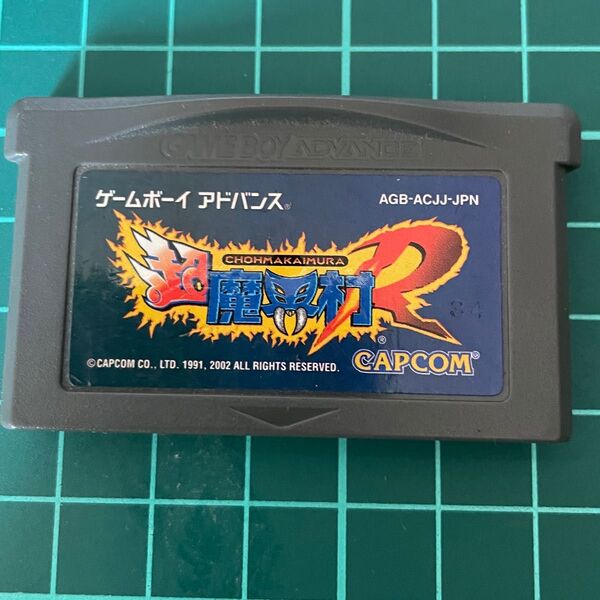 GAME BOY ADVANCE
ゲームボーイ アドバンス® AGB-ACJJ-JPN
CHOHMAKAIMURA
超魔界村R
®
CAPCOM®
©CAPCOM CO., LTD. 1991, 2002 ALL RIGHTS RESERVED.